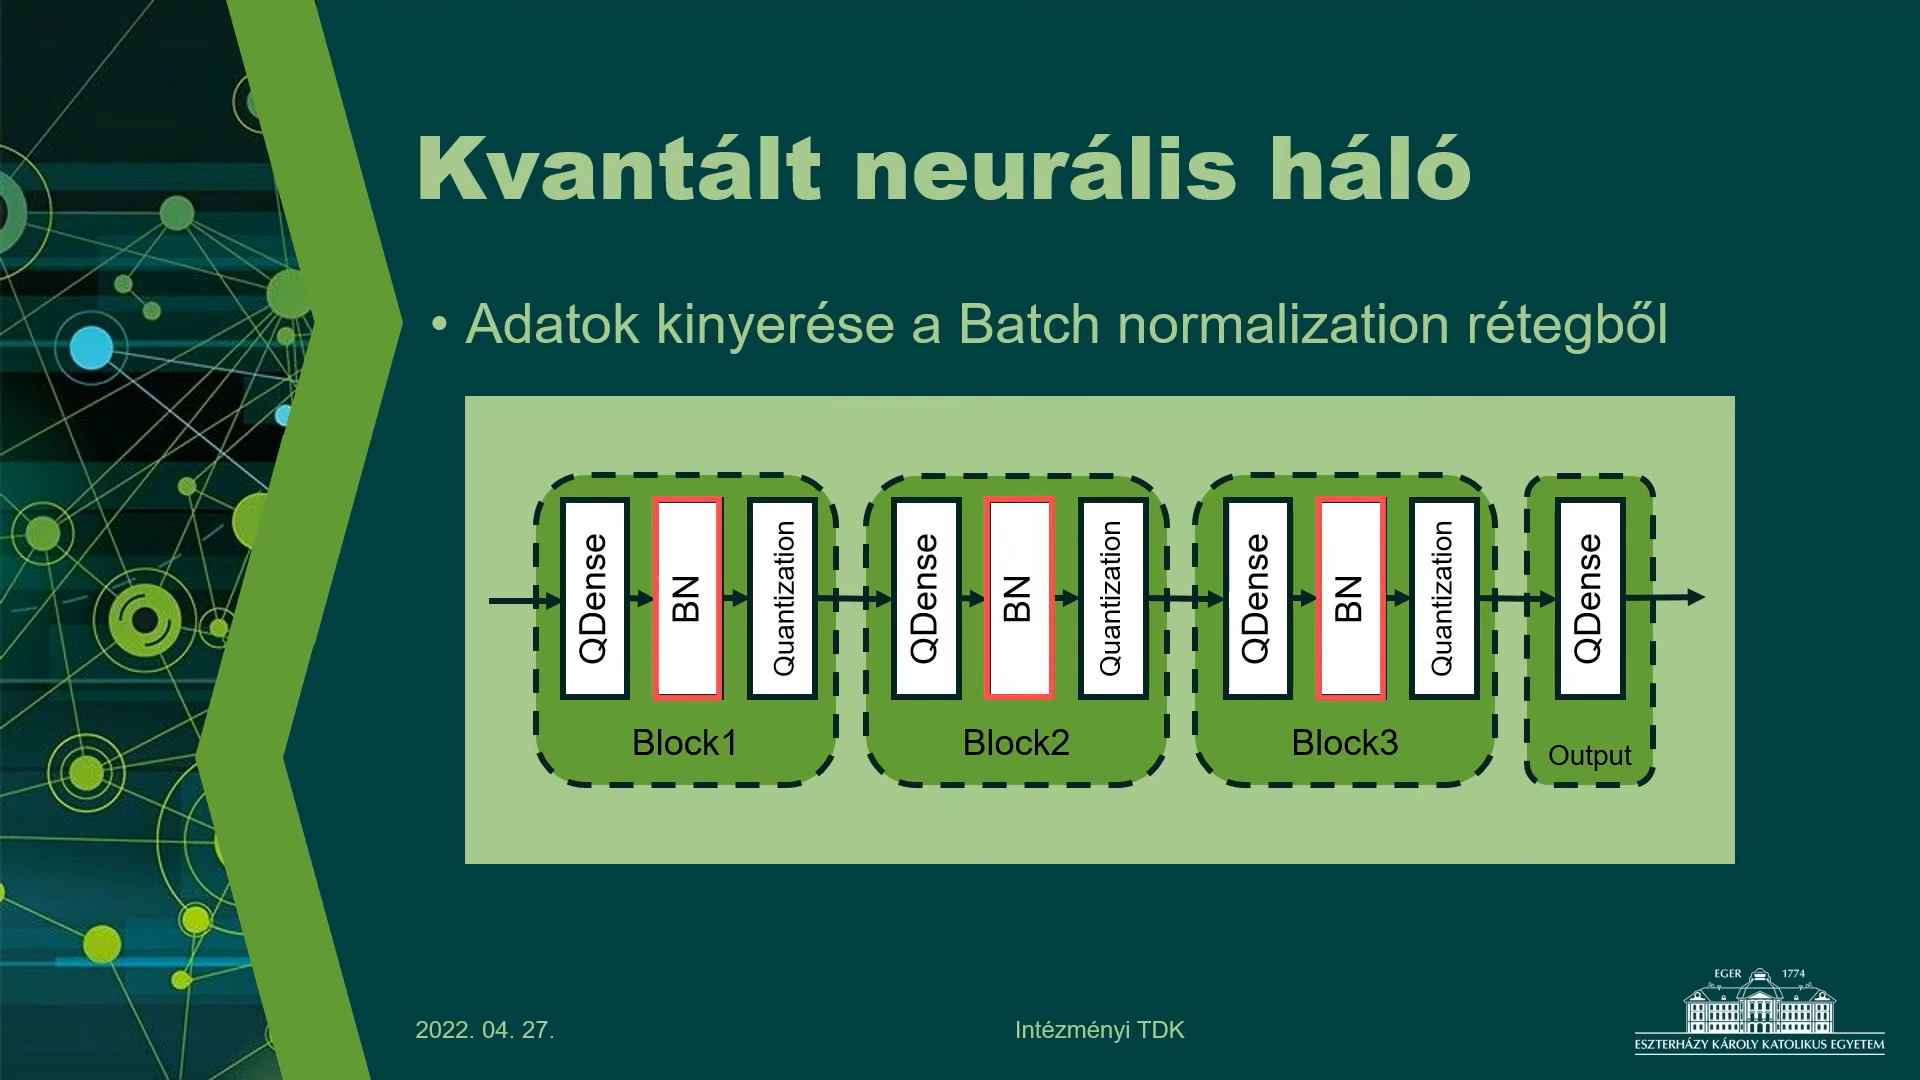 Kvantált neurális háló
• Adatok kinyerése a Batch normalization rétegből
QDense
BN
Quantization
Block1
QDense
BN
Quantization
Block2
QDense
BN
Quantization
Block3
QDense
Output
2022. 04. 27.
Intézményi TDK
EGER 1774
ESZTERHÁZY KÁROLY KATOLIKUS EGYETEM